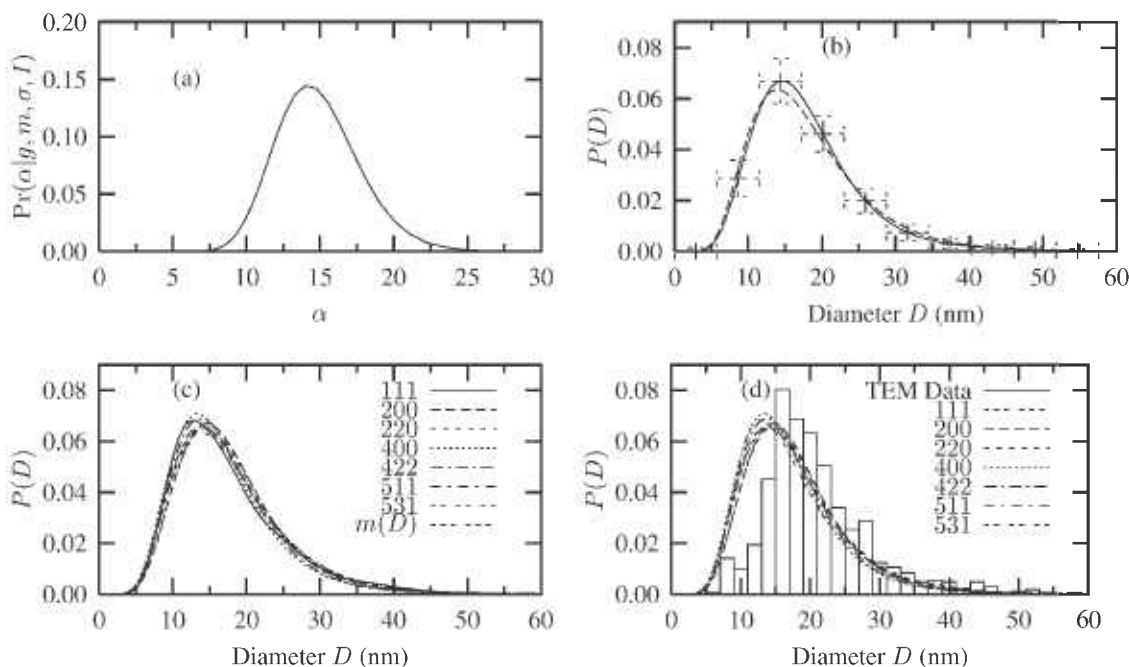 0.20
0.15
0.10
0.05
0.00
Pr(α|g, m, σ, I)
(a)
0 5 10 15 20 25 30
α
0.08
0.06
0.04
0.02
0.00
P(D)
(b)
0 10 20 30 40 50 60
Diameter D (nm)
0.08
0.06
0.04
0.02
0.00
P(D)
(c)
111
200
220
400
422
511
531
m(D)
0 10 20 30 40 50 60
Diameter D (nm)
0.08
0.06
0.04
0.02
0.00
P(D)
(d)
TEM Data
111
200
220
400
422
511
531
0 10 20 30 40 50 60
Diameter D (nm)